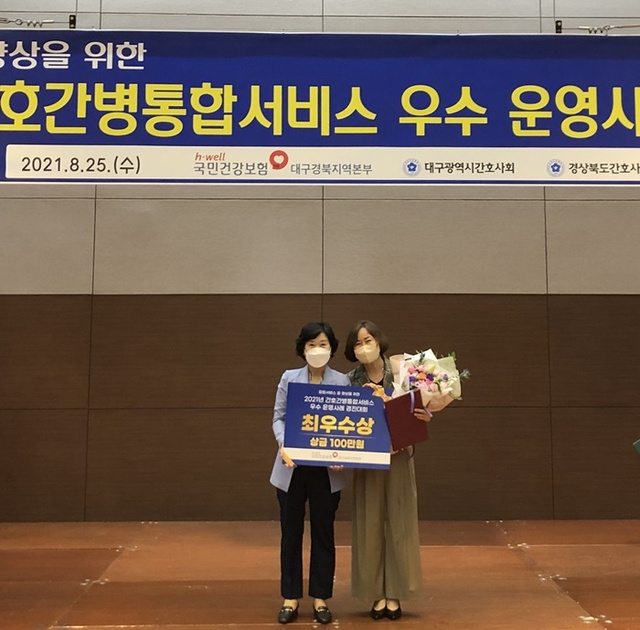 향상을 위한
호간병통합서비스 우수 운영사
2021.8.25.(수)
h·well
국민건강보험 대구경북지역본부
대구광역시간호사회
경상북도간호사
2021년 간호간병통합서비스
우수 운영사례 경진대회
최우수상
상금 100만원